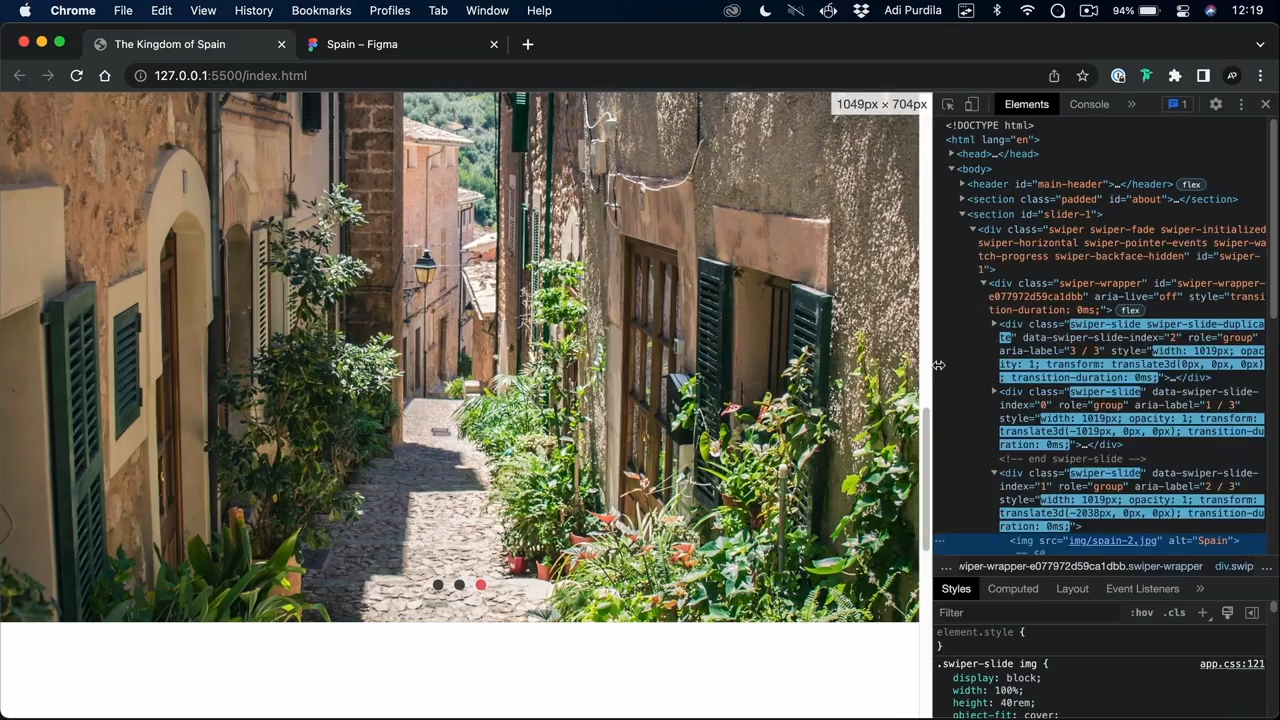 Chrome File Edit View History Bookmarks Profiles Tab Window Help Adi Purdila 94% 12:19
The Kingdom of Spain Spain – Figma
127.0.0.1:5500/index.html
1049px × 704px
Elements Console 1
<!DOCTYPE html>
<html lang="en">
<head>…</head>
<body>
<header id="main-header">…</header> flex
<section class="padded" id="about">…</section>
<section id="slider-1">
<div class="swiper swiper-fade swiper-initialized
swiper-horizontal swiper-pointer-events swiper-wa
tch-progress swiper-backface-hidden" id="swiper-
1">
<div class="swiper-wrapper" id="swiper-wrapper-
e077972d59ca1dbb" aria-live="off" style="transi
tion-duration: 0ms;"> flex
<div class="swiper-slide swiper-slide-duplica
te" data-swiper-slide-index="2" role="group"
aria-label="3 / 3" style="width: 1019px; opac
ity: 1; transform: translate3d(0px, 0px, 0px)
; transition-duration: 0ms;">…</div>
<div class="swiper-slide" data-swiper-slide-
index="0" role="group" aria-label="1 / 3"
style="width: 1019px; opacity: 1; transform:
translate3d(-1019px, 0px, 0px); transition-du
ration: 0ms;">…</div>
<!-- end swiper-slide -->
<div class="swiper-slide" data-swiper-slide-
index="1" role="group" aria-label="2 / 3"
style="width: 1019px; opacity: 1; transform:
translate3d(-2038px, 0px, 0px); transition-du
ration: 0ms;">
<img src="img/spain-2.jpg" alt="Spain">
… wiper-wrapper-e077972d59ca1dbb.swiper-wrapper div.swip …
Styles Computed Layout Event Listeners
Filter :hov .cls
element.style {
}
.swiper-slide img { app.css:121
display: block;
width: 100%;
height: 40rem;
object-fit: cover;